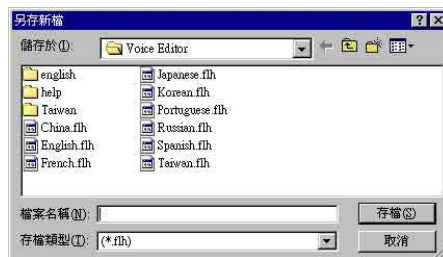 另存新檔
儲存於(I): Voice Editor
english
help
Taiwan
China.flh
English.flh
French.flh
Japanese.flh
Korean.flh
Portuguese.flh
Russian.flh
Spanish.flh
Taiwan.flh
檔案名稱(N):
存檔(S)
存檔類型(T): (*.flh)
取消